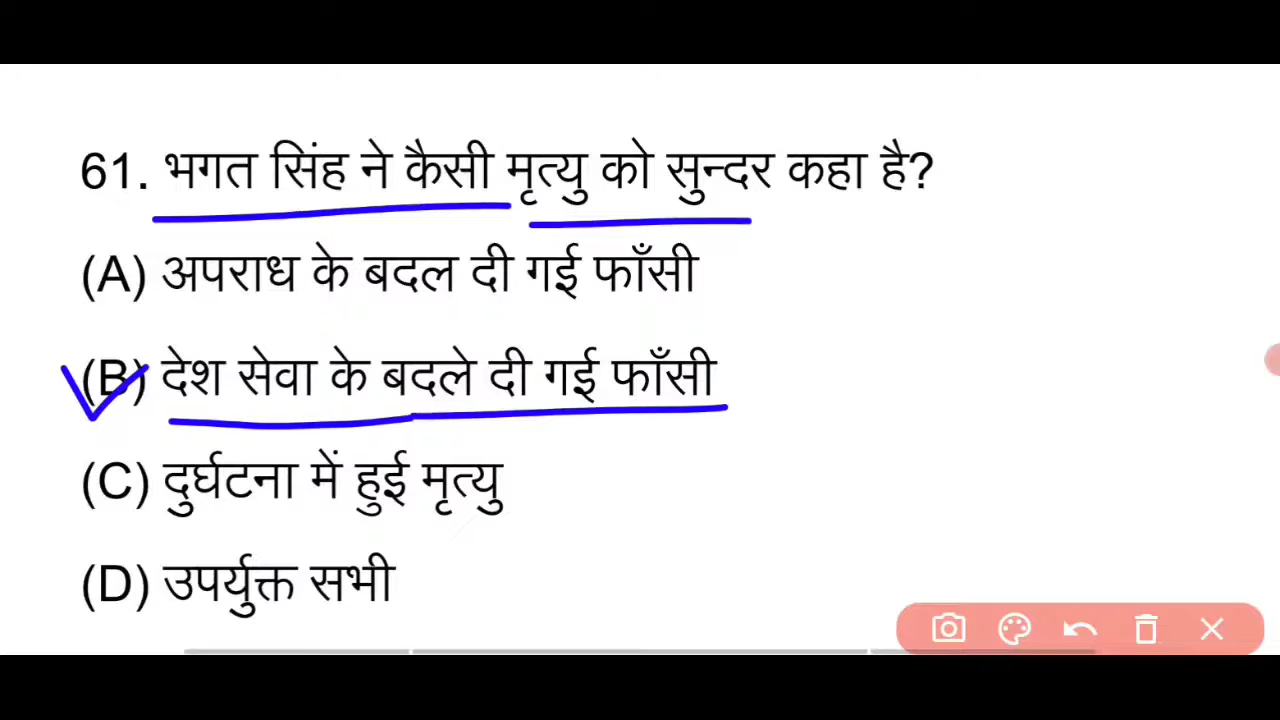 61. भगत सिंह ने कैसी मृत्यु को सुन्दर कहा है?
(A) अपराध के बदल दी गई फाँसी
(B) देश सेवा के बदले दी गई फाँसी
(C) दुर्घटना में हुई मृत्यु
(D) उपर्युक्त सभी